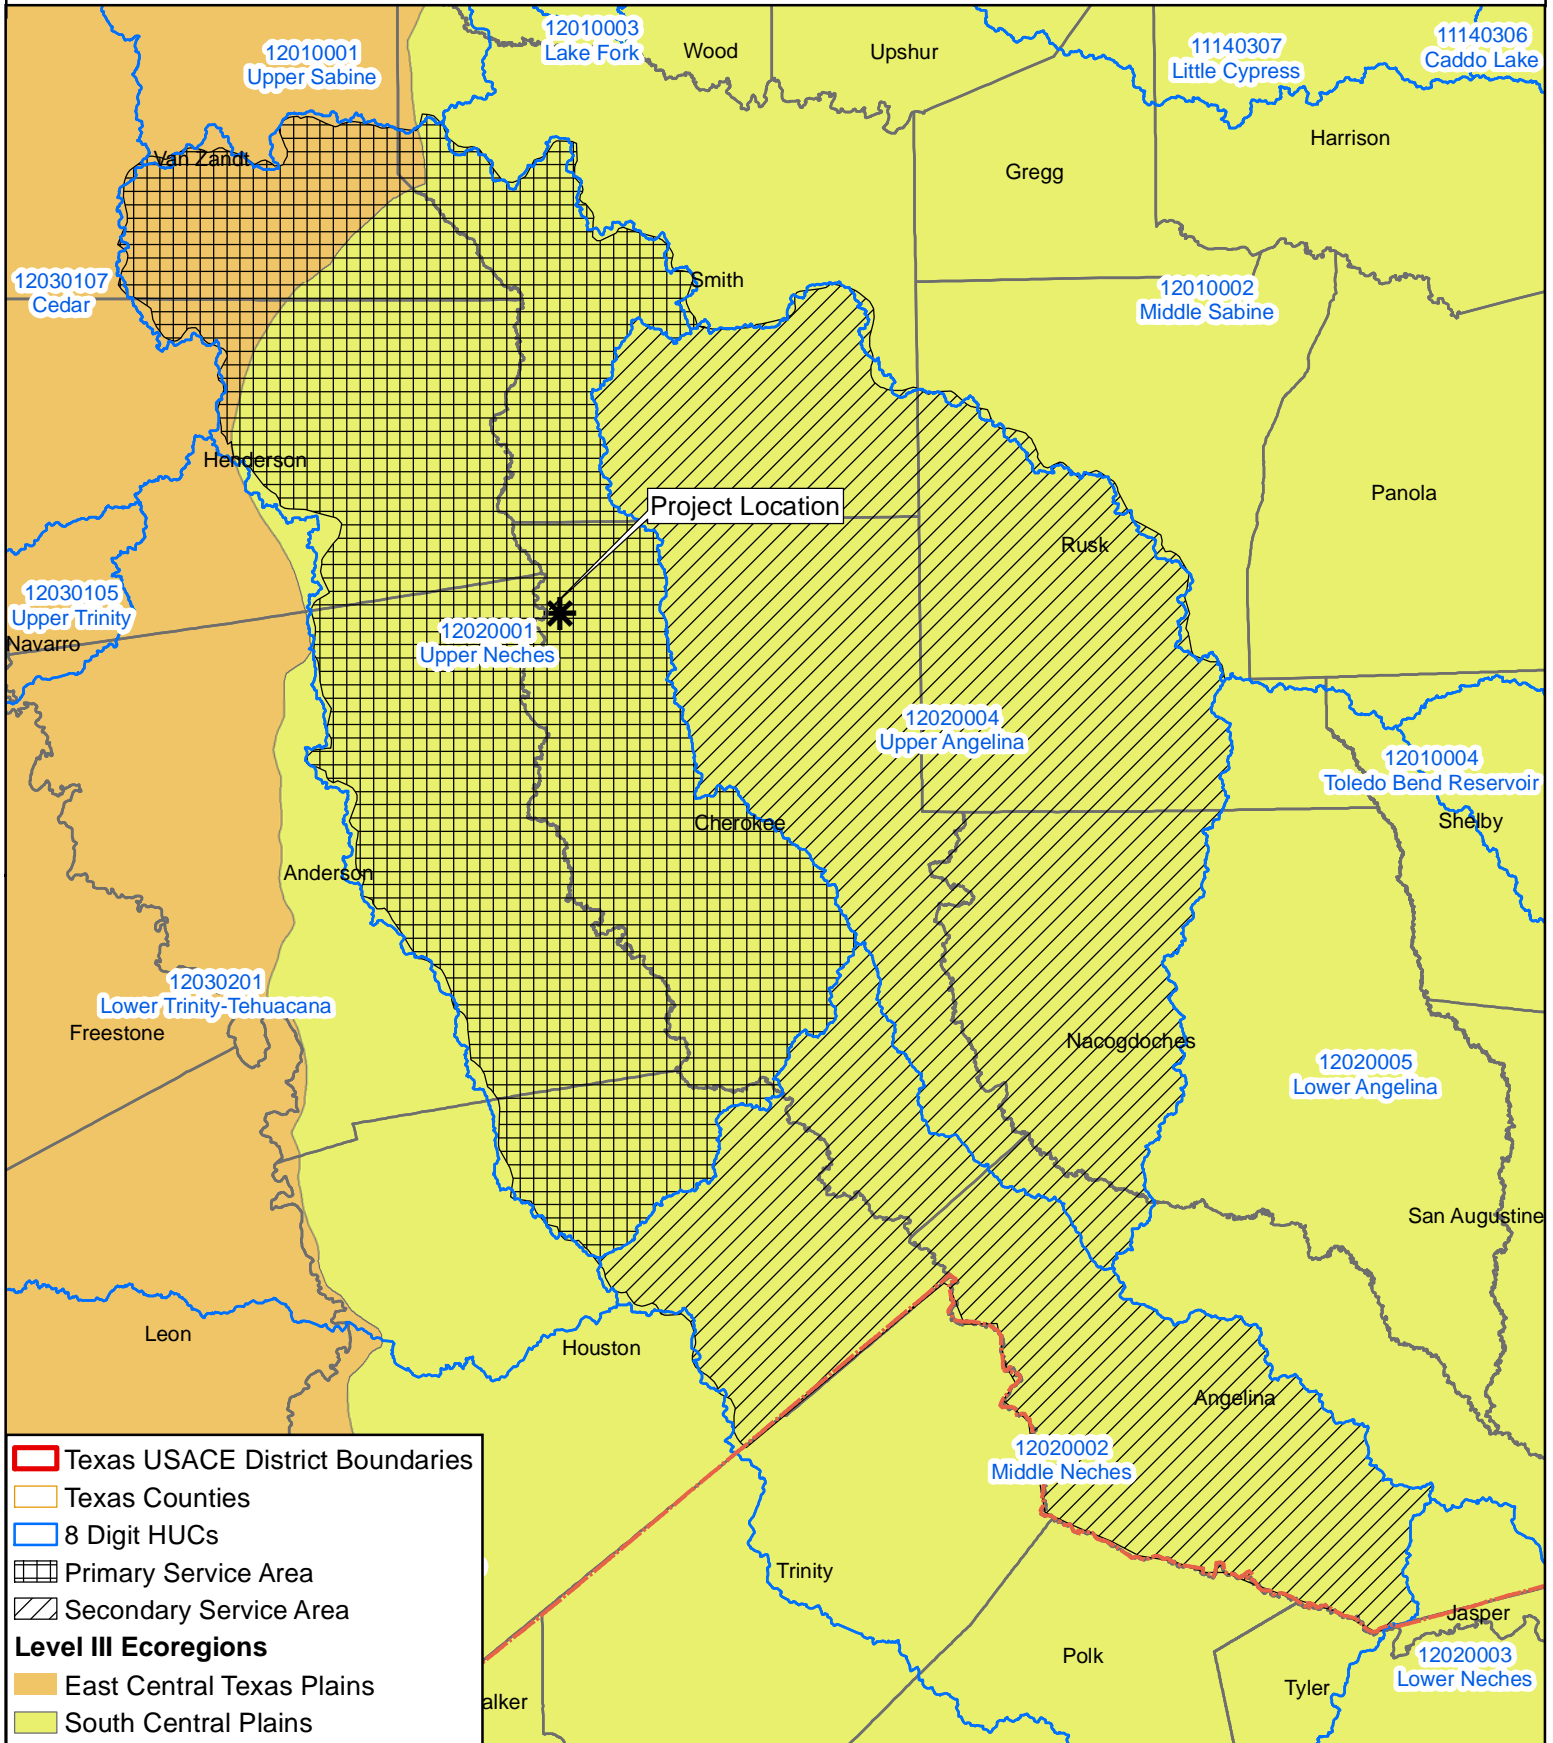 12010001
Upper Sabine
12010003
Lake Fork
Wood
Upshur
11140307
Little Cypress
11140306
Caddo Lake
Harrison
Van Zandt
Gregg
12030107
Cedar
Smith
12010002
Middle Sabine
Henderson
Project Location
Panola
Rusk
12030105
Upper Trinity
Navarro
12020001
Upper Neches
12020004
Upper Angelina
12010004
Toledo Bend Reservoir
Cherokee
Shelby
Anderson
12030201
Lower Trinity-Tehuacana
Freestone
Nacogdoches
12020005
Lower Angelina
San Augustine
Leon
Houston
Angelina
12020002
Middle Neches
Trinity
Jasper
Polk
12020003
Lower Neches
Tyler
alker
Texas USACE District Boundaries
Texas Counties
8 Digit HUCs
Primary Service Area
Secondary Service Area
Level III Ecoregions
East Central Texas Plains
South Central Plains